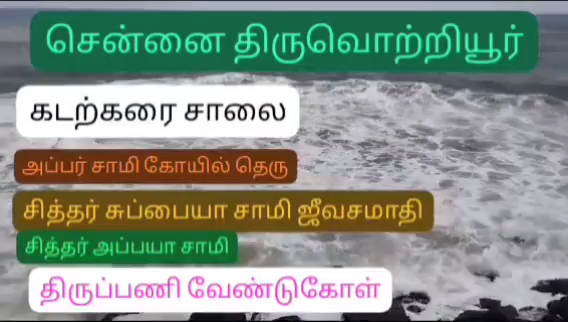 சென்னை திருவொற்றியூர்
கடற்கரை சாலை
அப்பர் சாமி கோயில் தெரு
சித்தர் சுப்பையா சாமி ஜீவசமாதி
சித்தர் அப்பயா சாமி
திருப்பணி வேண்டுகோள்